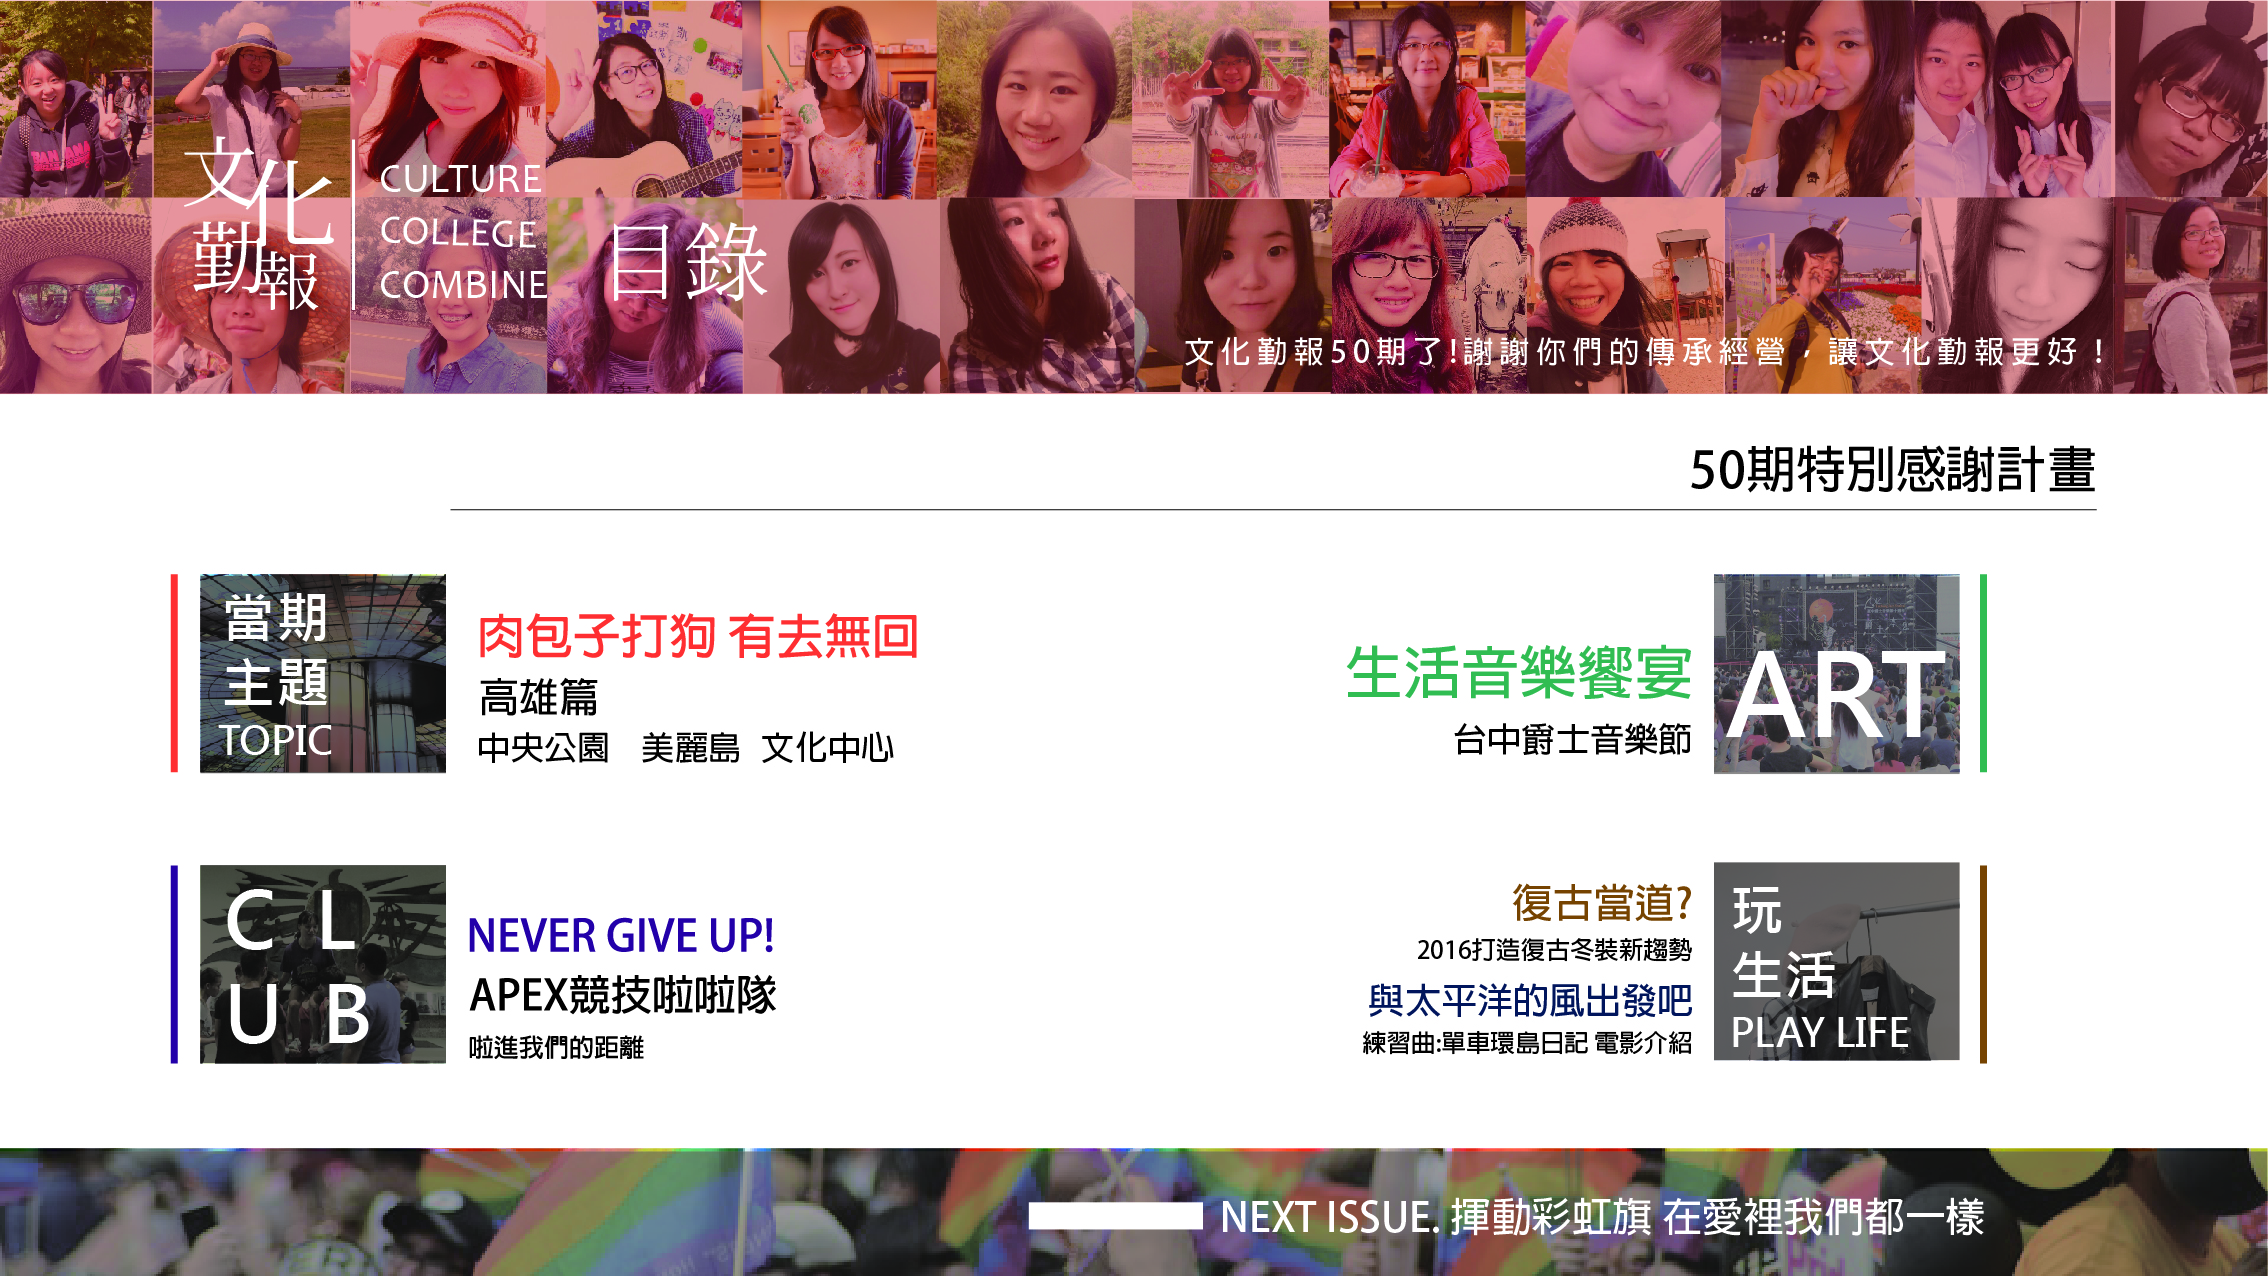 文化
勤報
CULTURE
COLLEGE
COMBINE
目錄
文化勤報50期了!謝謝你們的傳承經營，讓文化勤報更好！
50期特別感謝計畫
當期
主題
TOPIC
肉包子打狗 有去無回
高雄篇
中央公園 美麗島 文化中心
生活音樂饗宴
台中爵士音樂節
ART
C L
U B
NEVER GIVE UP!
APEX競技啦啦隊
啦進我們的距離
復古當道?
2016打造復古冬裝新趨勢
與太平洋的風出發吧
練習曲:單車環島日記 電影介紹
玩
生活
PLAY LIFE
NEXT ISSUE. 揮動彩虹旗 在愛裡我們都一樣